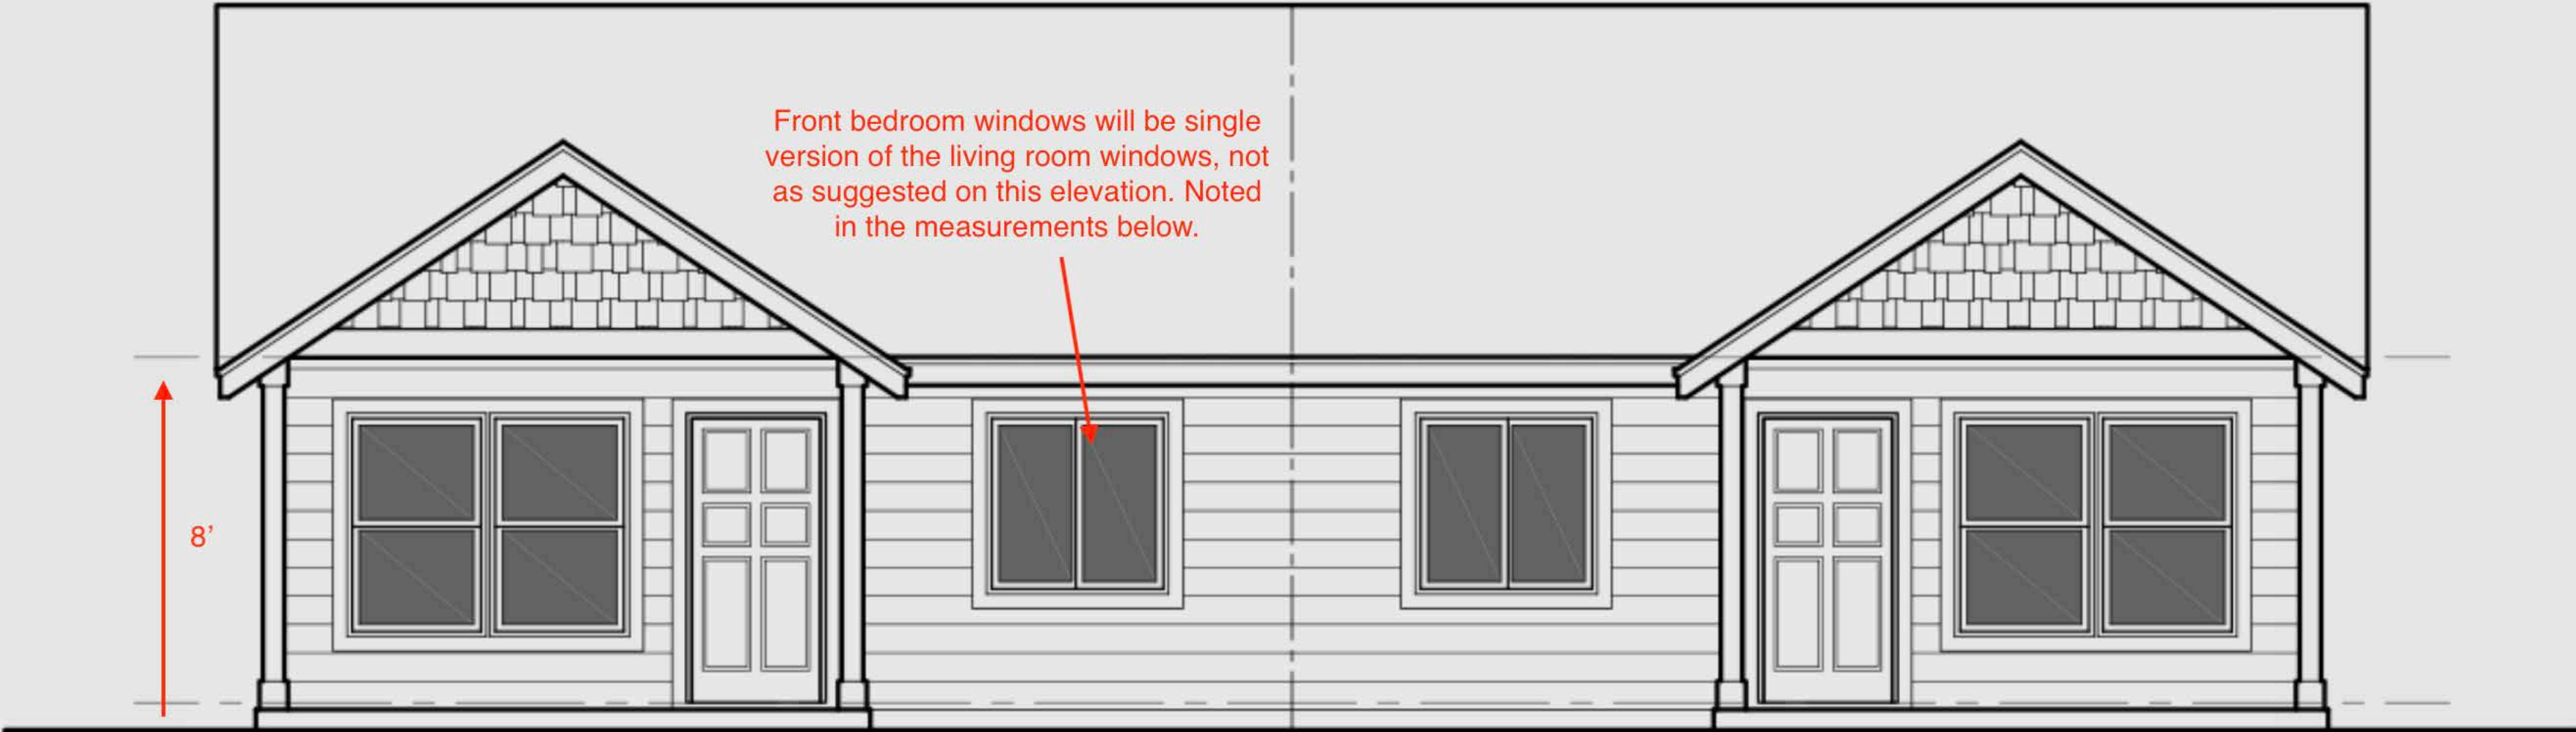 Front bedroom windows will be single
version of the living room windows, not
as suggested on this elevation. Noted
in the measurements below.
8’